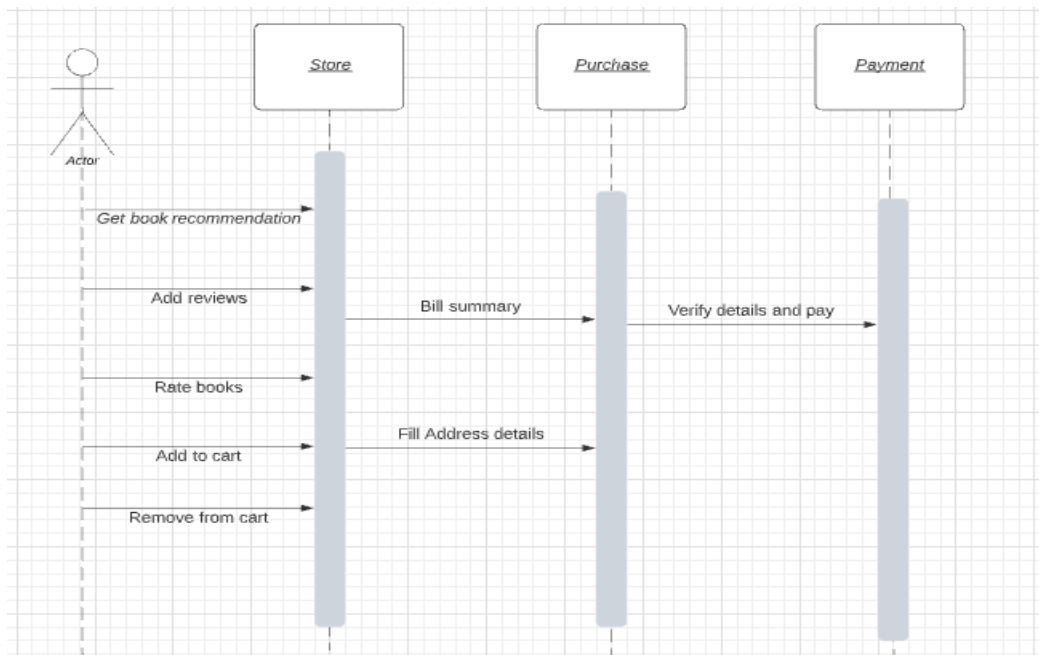 Store
Purchase
Payment
Actor
Get book recommendation
Add reviews
Bill summary
Verify details and pay
Rate books
Fill Address details
Add to cart
Remove from cart